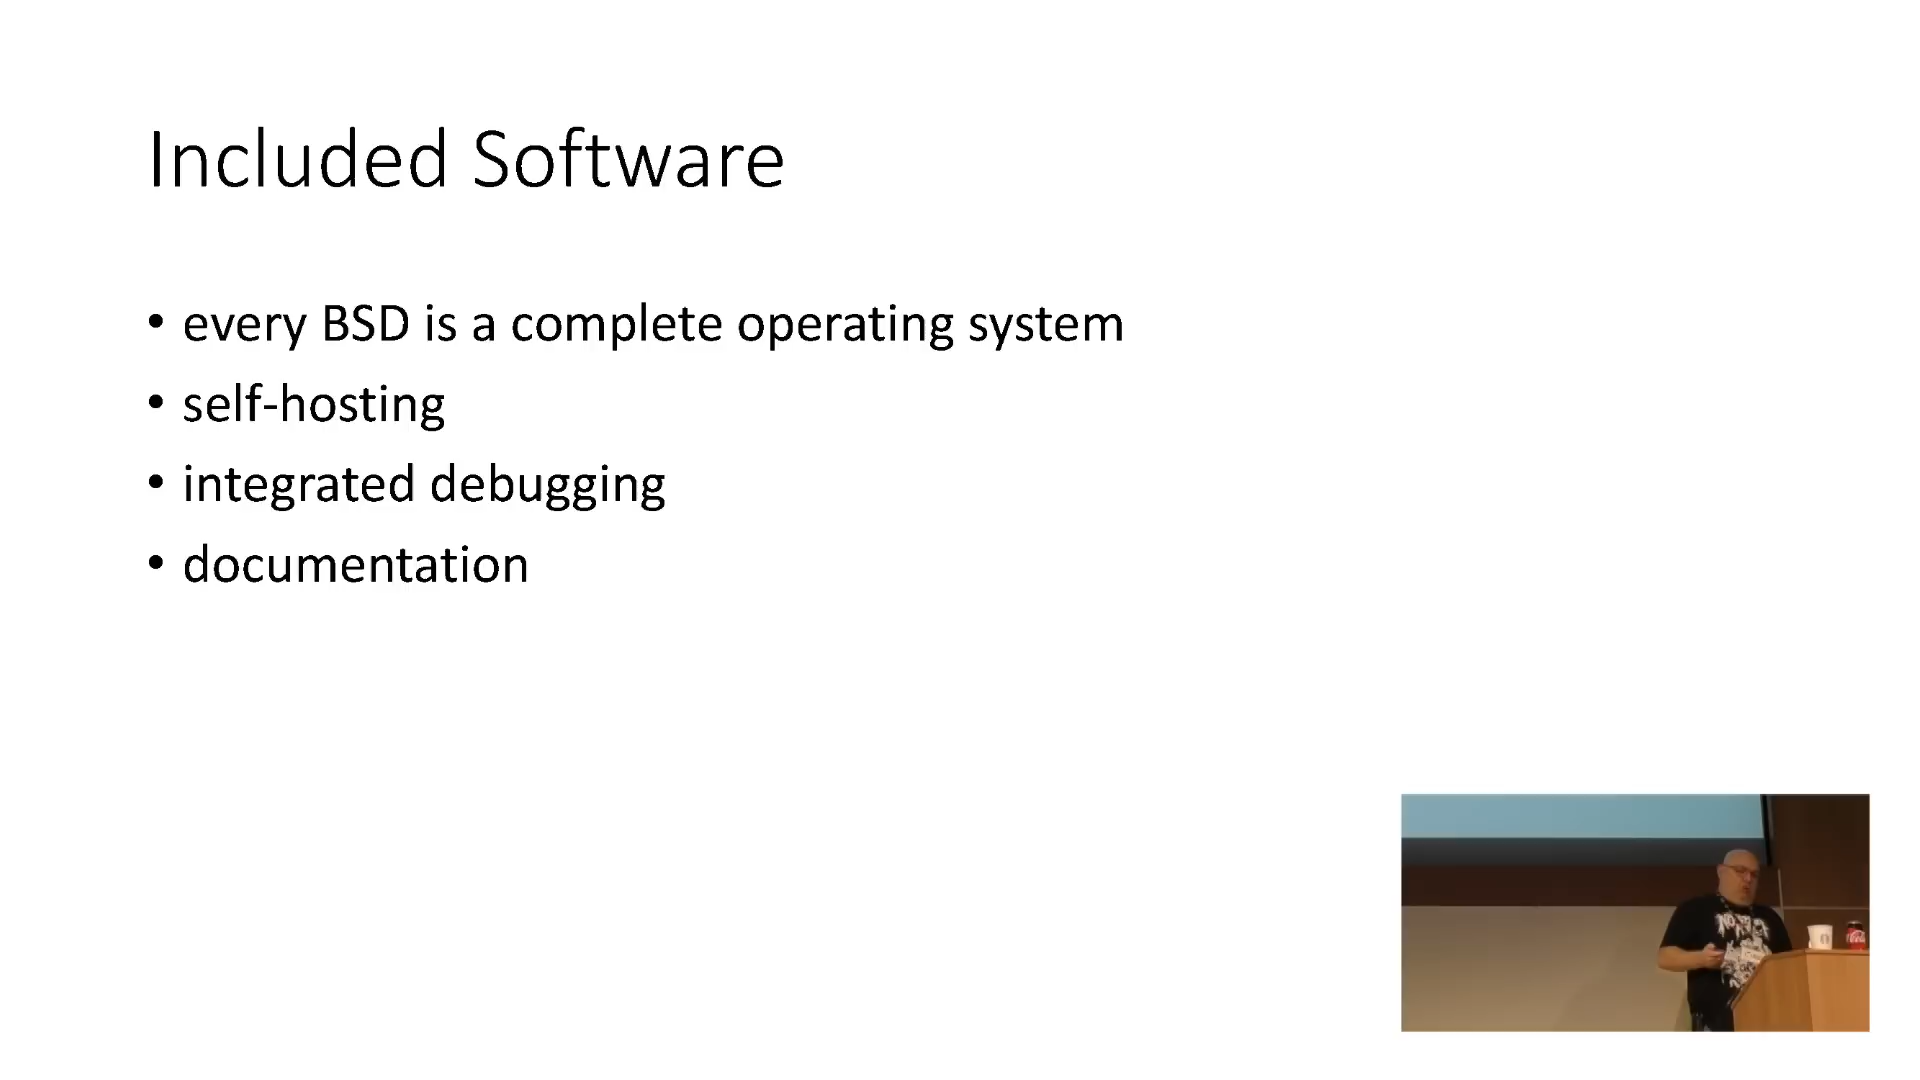 Included Software
• every BSD is a complete operating system
• self-hosting
• integrated debugging
• documentation